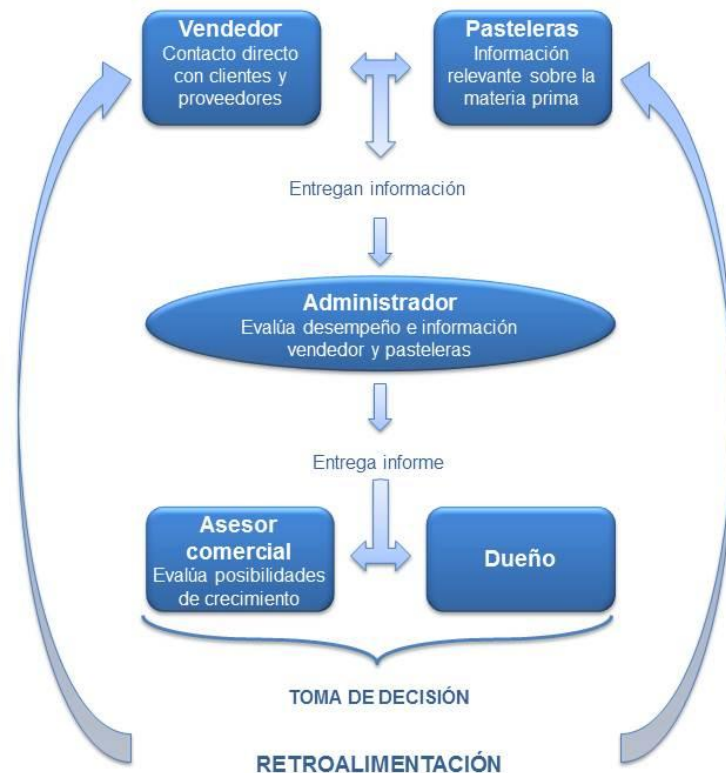 Vendedor
Contacto directo
con clientes y
proveedores
Pasteleras
Información
relevante sobre la
materia prima
Entregan información
Administrador
Evalúa desempeño e información
vendedor y pasteleras
Entrega informe
Asesor
comercial
Evalúa posibilidades
de crecimiento
Dueño
TOMA DE DECISIÓN
RETROALIMENTACIÓN